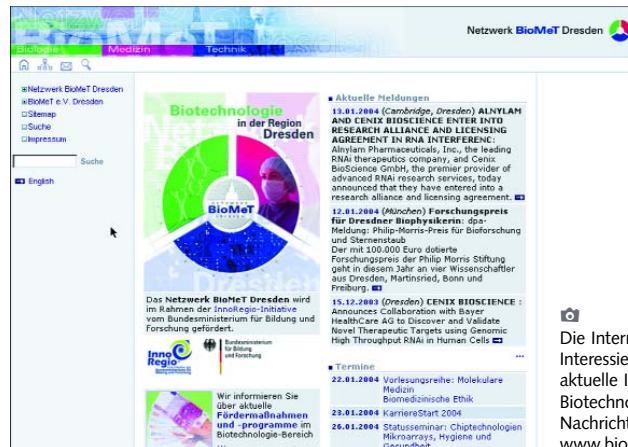 BioMeT
Biologie Medizin Technik
Netzwerk BioMeT Dresden
Netzwerk BioMeT Dresden
BioMeT e.V. Dresden
Sitemap
Suche
Impressum
Suche
English
Biotechnologie
in der Region
Dresden
NETZWERK
BioMeT
DRESDEN
Das Netzwerk BioMeT Dresden wird
im Rahmen der InnoRegio-Initiative
vom Bundesministerium für Bildung und
Forschung gefördert.
Inno
Regio
Bundesministerium
für Bildung
und Forschung
Wir informieren Sie
über aktuelle
Fördermaßnahmen
und -programme im
Biotechnologie-Bereich
...
Aktuelle Meldungen
13.01.2004 (Cambridge, Dresden) ALNYLAM
AND CENIX BIOSCIENCE ENTER INTO
RESEARCH ALLIANCE AND LICENSING
AGREEMENT IN RNA INTERFERENC:
Alnylam Pharmaceuticals, Inc., the leading
RNAi therapeutics company, and Cenix
BioScience GmbH, the premier provider of
advanced RNAi research services, today
announced that they have entered into a
research alliance and licensing agreement.
12.01.2004 (München) Forschungspreis
für Dresdner Biophysikerin: dpa-
Meldung: Philip-Morris-Preis für Bioforschung
und Sternenstaub
Der mit 100.000 Euro dotierte
Forschungspreis der Philip Morris Stiftung
geht in diesem Jahr an vier Wissenschaftler
aus Dresden, Martinsried, Bonn und
Freiburg.
15.12.2003 (Dresden) CENIX BIOSCIENCE :
Announces Collaboration with Bayer
HealthCare AG to Discover and Validate
Novel Therapeutic Targets using Genomic
High Throughput RNAi in Human Cells
...
Termine
22.01.2004 Vorlesungsreihe: Molekulare
Medizin
Biomedizinische Ethik
23.01.2004 KarriereStart 2004
26.01.2004 Statusseminar: Chiptechnologien
Mikroarrays, Hygiene und
Gesundheit
Die Intern
Interessie
aktuelle I
Biotechno
Nachricht
www.bio